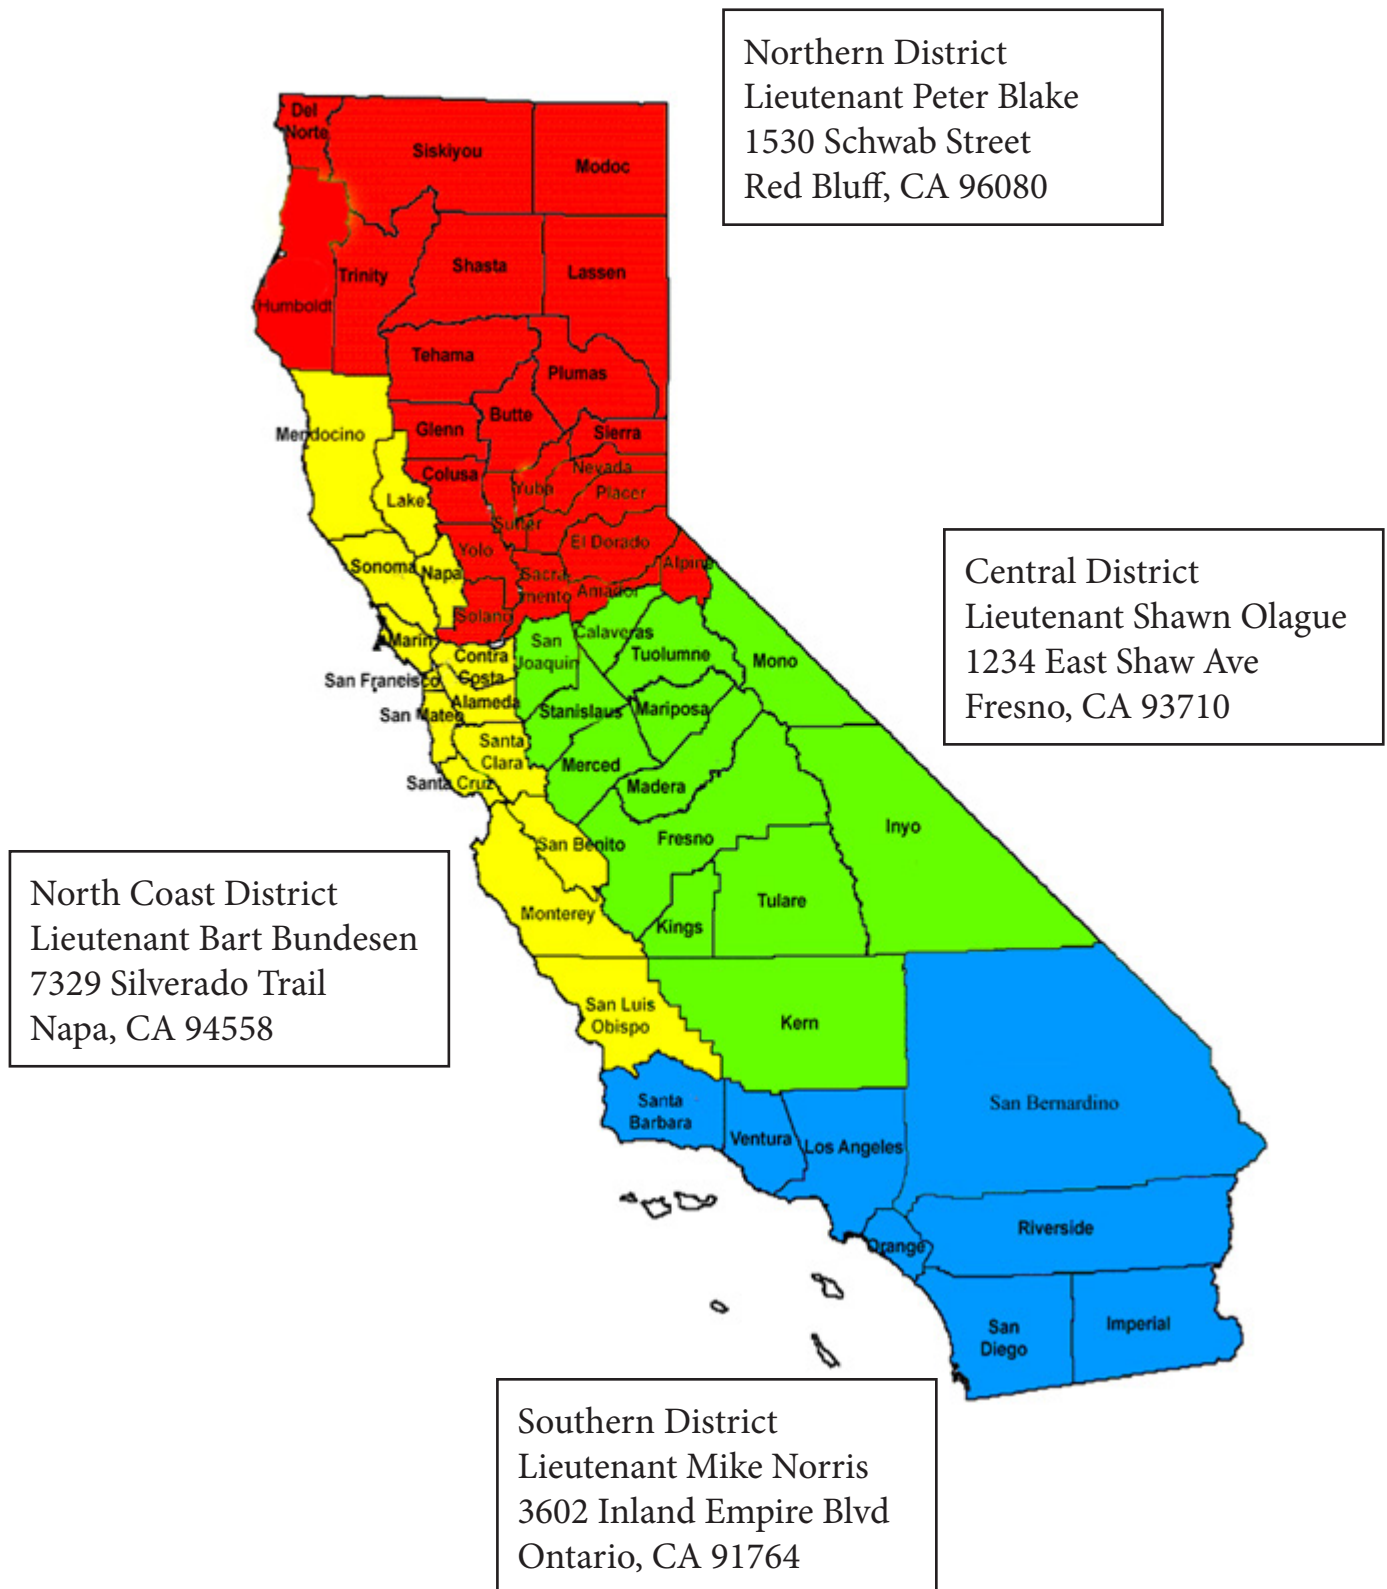 Northern District
Lieutenant Peter Blake
1530 Schwab Street
Red Bluff, CA 96080
Del
Norte
Siskiyou
Modoc
Humboldt
Trinity
Shasta
Lassen
Tehama
Plumas
Mendocino
Glenn
Butte
Sierra
Lake
Colusa
Yuba
Nevada
Placer
Sutter
Sonoma
Napa
Yolo
El Dorado
Alpine
Sacra
mento
Amador
Solano
Central District
Lieutenant Shawn Olague
1234 East Shaw Ave
Fresno, CA 93710
Marin
Contra
Costa
San
Joaquin
Calaveras
Tuolumne
Mono
San Francisco
Alameda
San Mateo
Stanislaus
Mariposa
Santa
Clara
Merced
Santa Cruz
Madera
San Benito
Fresno
Inyo
Monterey
Kings
Tulare
North Coast District
Lieutenant Bart Bundesen
7329 Silverado Trail
Napa, CA 94558
San Luis
Obispo
Kern
Santa
Barbara
Ventura
Los Angeles
San Bernardino
Orange
Riverside
San
Diego
Imperial
Southern District
Lieutenant Mike Norris
3602 Inland Empire Blvd
Ontario, CA 91764